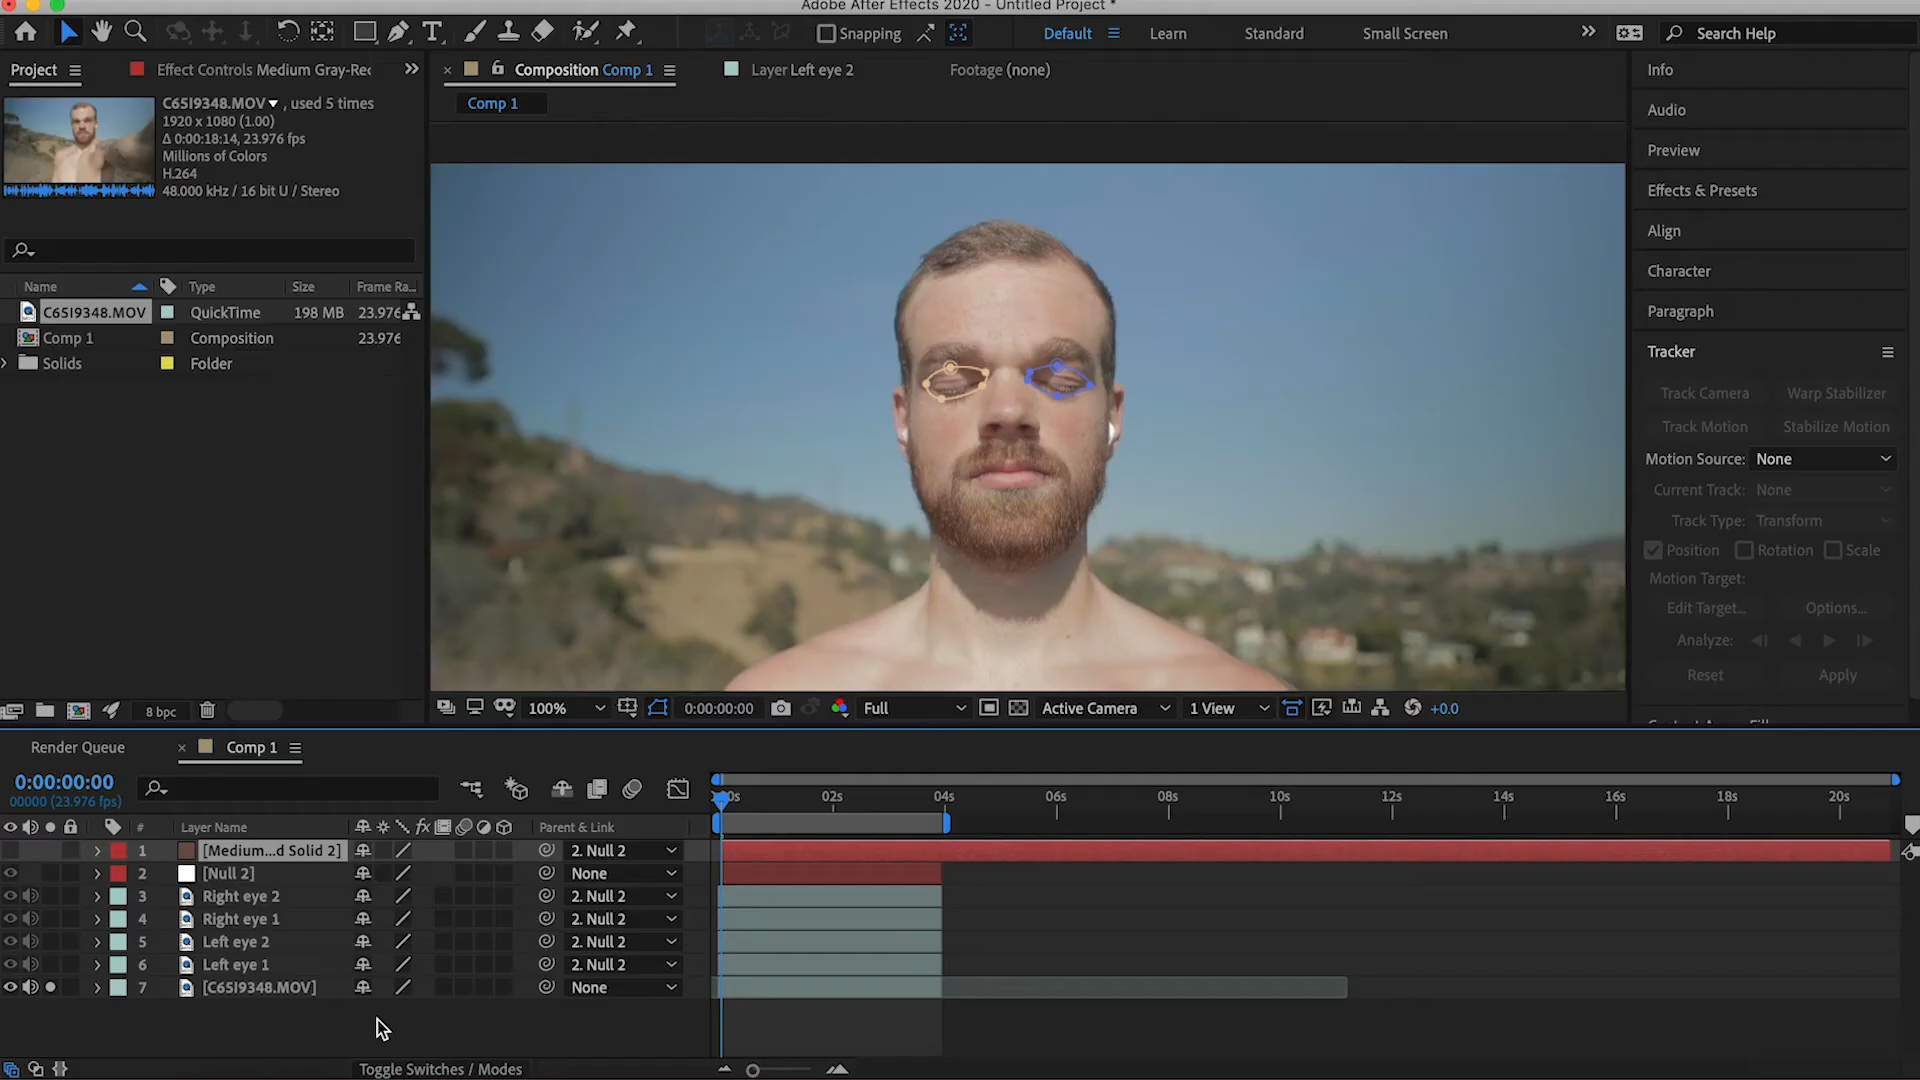 Adobe After Effects 2020 - Untitled Project *
Snapping
Default
Learn
Standard
Small Screen
Search Help
Project
Effect Controls Medium Gray-Rec
Composition Comp 1
Layer Left eye 2
Footage (none)
Comp 1
C65I9348.MOV, used 5 times
1920 x 1080 (1.00)
Δ 0:00:18:14, 23.976 fps
Millions of Colors
H.264
48.000 kHz / 16 bit U / Stereo
Name Type Size Frame Ra...
C65I9348.MOV QuickTime 198 MB 23.976
Comp 1 Composition 23.976
Solids Folder
8 bpc
Info
Audio
Preview
Effects & Presets
Align
Character
Paragraph
Tracker
Track Camera Warp Stabilizer
Track Motion Stabilize Motion
Motion Source: None
Current Track: None
Track Type: Transform
Position Rotation Scale
Motion Target:
Edit Target... Options...
Analyze:
Reset Apply
100% 0:00:00:00 Full Active Camera 1 View +0.0
Render Queue
Comp 1
0:00:00:00
00000 (23.976 fps)
02s 04s 06s 08s 10s 12s 14s 16s 18s 20s
# Layer Name fx Parent & Link
1 [Medium...d Solid 2] 2. Null 2
2 [Null 2] None
3 Right eye 2 2. Null 2
4 Right eye 1 2. Null 2
5 Left eye 2 2. Null 2
6 Left eye 1 2. Null 2
7 [C65I9348.MOV] None
Toggle Switches / Modes